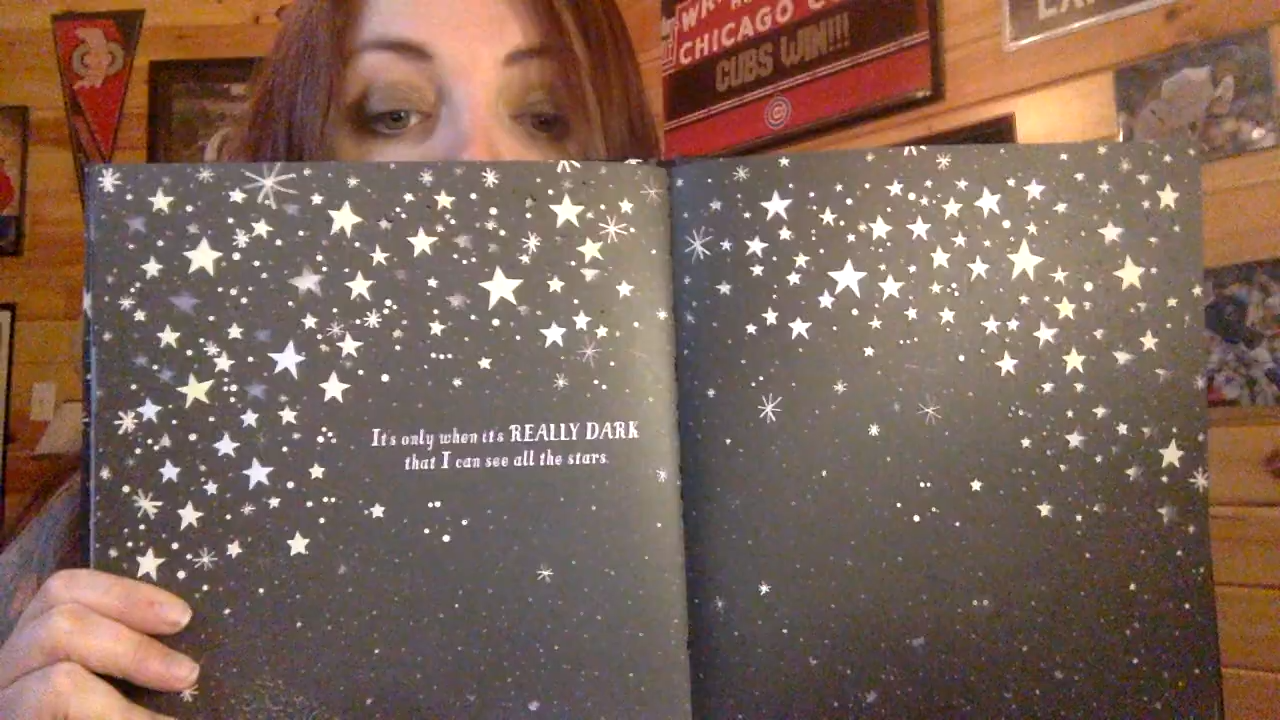 CHICAGO C
CUBS WIN!!!
C
It's only when it's REALLY DARK
that I can see all the stars.